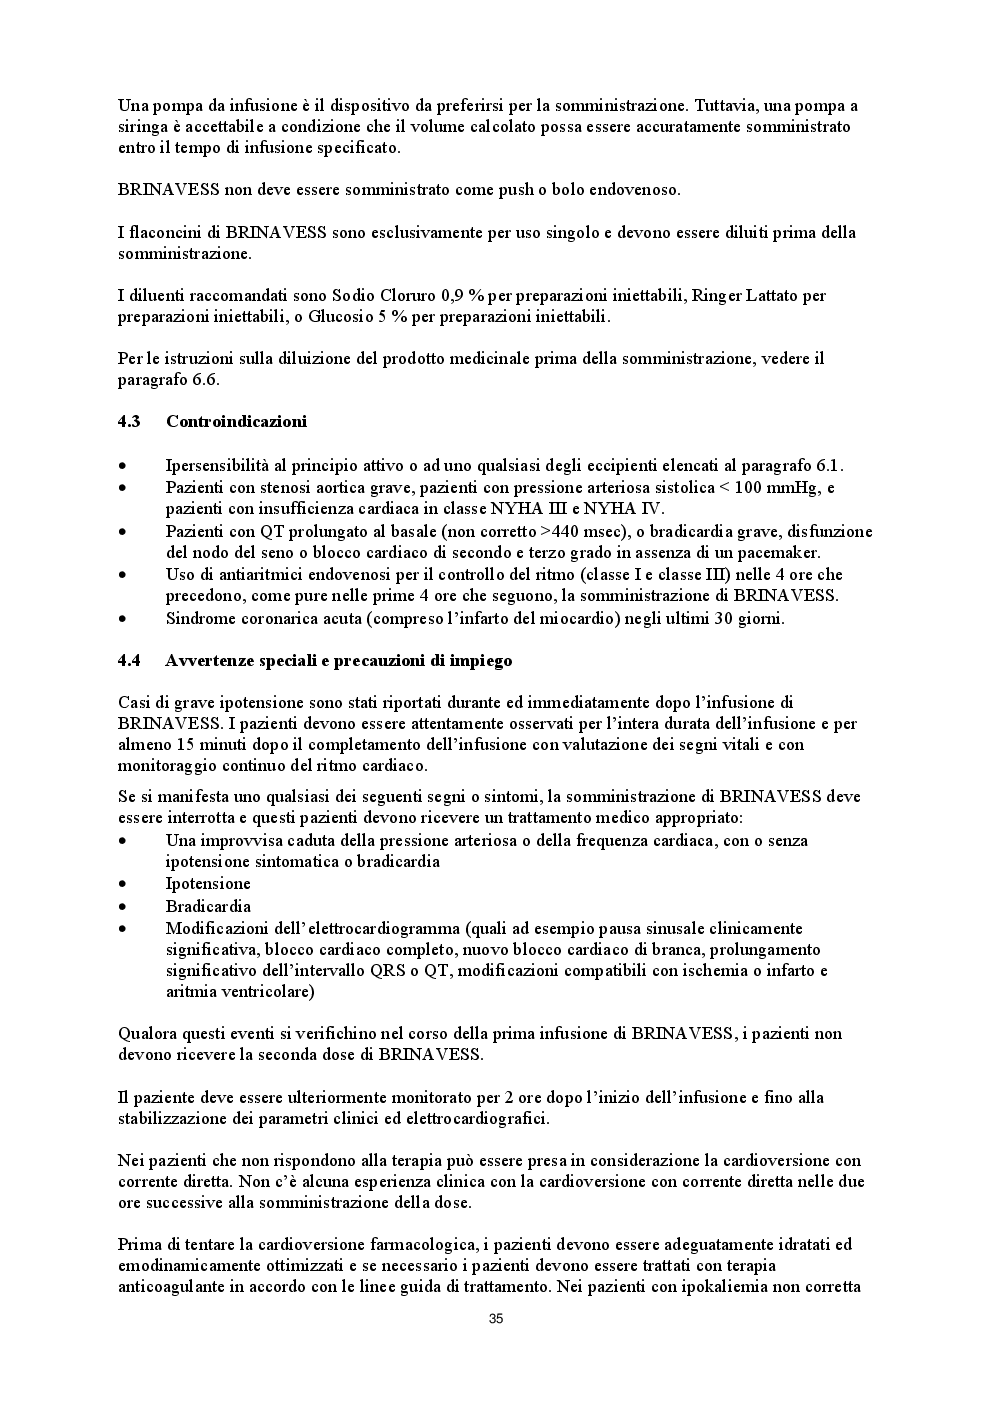 Una pompa da infusione è il dispositivo da preferirsi per la somministrazione. Tuttavia, una pompa a
siringa è accettabile a condizione che il volume calcolato possa essere accuratamente somministrato
entro il tempo di infusione specificato.
BRINAVESS non deve essere somministrato come push o bolo endovenoso.
I flaconcini di BRINAVESS sono esclusivamente per uso singolo e devono essere diluiti prima della
somministrazione.
I diluenti raccomandati sono Sodio Cloruro 0,9 % per preparazioni iniettabili, Ringer Lattato per
preparazioni iniettabili, o Glucosio 5 % per preparazioni iniettabili.
Per le istruzioni sulla diluizione del prodotto medicinale prima della somministrazione, vedere il
paragrafo 6.6.
4.3 Controindicazioni
• Ipersensibilità al principio attivo o ad uno qualsiasi degli eccipienti elencati al paragrafo 6.1.
• Pazienti con stenosi aortica grave, pazienti con pressione arteriosa sistolica < 100 mmHg, e
pazienti con insufficienza cardiaca in classe NYHA III e NYHA IV.
• Pazienti con QT prolungato al basale (non corretto >440 msec), o bradicardia grave, disfunzione
del nodo del seno o blocco cardiaco di secondo e terzo grado in assenza di un pacemaker.
• Uso di antiaritmici endovenosi per il controllo del ritmo (classe I e classe III) nelle 4 ore che
precedono, come pure nelle prime 4 ore che seguono, la somministrazione di BRINAVESS.
• Sindrome coronarica acuta (compreso l’infarto del miocardio) negli ultimi 30 giorni.
4.4 Avvertenze speciali e precauzioni di impiego
Casi di grave ipotensione sono stati riportati durante ed immediatamente dopo l’infusione di
BRINAVESS. I pazienti devono essere attentamente osservati per l’intera durata dell’infusione e per
almeno 15 minuti dopo il completamento dell’infusione con valutazione dei segni vitali e con
monitoraggio continuo del ritmo cardiaco.
Se si manifesta uno qualsiasi dei seguenti segni o sintomi, la somministrazione di BRINAVESS deve
essere interrotta e questi pazienti devono ricevere un trattamento medico appropriato:
• Una improvvisa caduta della pressione arteriosa o della frequenza cardiaca, con o senza
ipotensione sintomatica o bradicardia
• Ipotensione
• Bradicardia
• Modificazioni dell’elettrocardiogramma (quali ad esempio pausa sinusale clinicamente
significativa, blocco cardiaco completo, nuovo blocco cardiaco di branca, prolungamento
significativo dell’intervallo QRS o QT, modificazioni compatibili con ischemia o infarto e
aritmia ventricolare)
Qualora questi eventi si verifichino nel corso della prima infusione di BRINAVESS, i pazienti non
devono ricevere la seconda dose di BRINAVESS.
Il paziente deve essere ulteriormente monitorato per 2 ore dopo l’inizio dell’infusione e fino alla
stabilizzazione dei parametri clinici ed elettrocardiografici.
Nei pazienti che non rispondono alla terapia può essere presa in considerazione la cardioversione con
corrente diretta. Non c’è alcuna esperienza clinica con la cardioversione con corrente diretta nelle due
ore successive alla somministrazione della dose.
Prima di tentare la cardioversione farmacologica, i pazienti devono essere adeguatamente idratati ed
emodinamicamente ottimizzati e se necessario i pazienti devono essere trattati con terapia
anticoagulante in accordo con le linee guida di trattamento. Nei pazienti con ipokaliemia non corretta
35